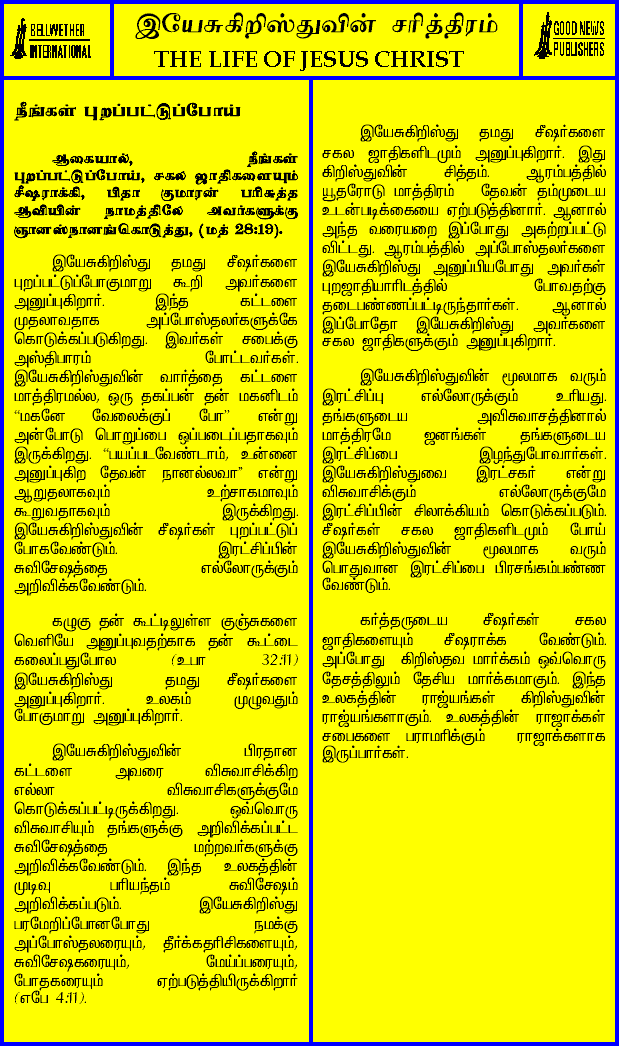 BELLWETHER
INTERNATIONAL
இயேசுகிறிஸ்துவின் சரித்திரம்
THE LIFE OF JESUS CHRIST
GOOD NEWS
PUBLISHERS
நீங்கள் புறப்பட்டுப்போய்
ஆகையால், நீங்கள்
புறப்பட்டுப்போய், சகல ஜாதிகளையும்
சீஷராக்கி, பிதா குமாரன் பரிசுத்த
ஆவியின் நாமத்திலே அவர்களுக்கு
ஞானஸ்நானங்கொடுத்து, (மத் 28:19).
இயேசுகிறிஸ்து தமது சீஷர்களை
புறப்பட்டுப்போகுமாறு கூறி அவர்களை
அனுப்புகிறார். இந்த கட்டளை
முதலாவதாக அப்போஸ்தலர்களுக்கே
கொடுக்கப்படுகிறது. இவர்கள் சபைக்கு
அஸ்திபாரம் போட்டவர்கள்.
இயேசுகிறிஸ்துவின் வார்த்தை கட்டளை
மாத்திரமல்ல, ஒரு தகப்பன் தன் மகனிடம்
“மகனே வேலைக்குப் போ” என்று
அன்போடு பொறுப்பை ஒப்படைப்பதாகவும்
இருக்கிறது. “பயப்படவேண்டாம், உன்னை
அனுப்புகிற தேவன் நானல்லவா” என்று
ஆறுதலாகவும் உற்சாகமாவும்
கூறுவதாகவும் இருக்கிறது.
இயேசுகிறிஸ்துவின் சீஷர்கள் புறப்பட்டுப்
போகவேண்டும். இரட்சிப்பின்
சுவிசேஷத்தை எல்லோருக்கும்
அறிவிக்கவேண்டும்.
கழுகு தன் கூட்டிலுள்ள குஞ்சுகளை
வெளியே அனுப்புவதற்காக தன் கூட்டை
கலைப்பதுபோல (உபா 32:11)
இயேசுகிறிஸ்து தமது சீஷர்களை
அனுப்புகிறார். உலகம் முழுவதும்
போகுமாறு அனுப்புகிறார்.
இயேசுகிறிஸ்துவின் பிரதான
கட்டளை அவரை விசுவாசிக்கிற
எல்லா விசுவாசிகளுக்குமே
கொடுக்கப்பட்டிருக்கிறது. ஒவ்வொரு
விசுவாசியும் தங்களுக்கு அறிவிக்கப்பட்ட
சுவிசேஷத்தை மற்றவர்களுக்கு
அறிவிக்கவேண்டும். இந்த உலகத்தின்
முடிவு பரியந்தம் சுவிசேஷம்
அறிவிக்கப்படும். இயேசுகிறிஸ்து
பரமேறிப்போனபோது நமக்கு
அப்போஸ்தலரையும், தீர்க்கதரிசிகளையும்,
சுவிசேஷகரையும், மேய்ப்பரையும்,
போதகரையும் ஏற்படுத்தியிருக்கிறார்
(எபே 4:11).
இயேசுகிறிஸ்து தமது சீஷர்களை
சகல ஜாதிகளிடமும் அனுப்புகிறார். இது
கிறிஸ்துவின் சித்தம். ஆரம்பத்தில்
யூதரோடு மாத்திரம் தேவன் தம்முடைய
உடன்படிக்கையை ஏற்படுத்தினார். ஆனால்
அந்த வரையறை இப்போது அகற்றப்பட்டு
விட்டது. ஆரம்பத்தில் அப்போஸ்தலர்களை
இயேசுகிறிஸ்து அனுப்பியபோது அவர்கள்
புறஜாதியாரிடத்தில் போவதற்கு
தடைபண்ணப்பட்டிருந்தார்கள். ஆனால்
இப்போதோ இயேசுகிறிஸ்து அவர்களை
சகல ஜாதிகளுக்கும் அனுப்புகிறார்.
இயேசுகிறிஸ்துவின் மூலமாக வரும்
இரட்சிப்பு எல்லோருக்கும் உரியது.
தங்களுடைய அவிசுவாசத்தினால்
மாத்திரமே ஜனங்கள் தங்களுடைய
இரட்சிப்பை இழந்துபோவார்கள்.
இயேசுகிறிஸ்துவை இரட்சகர் என்று
விசுவாசிக்கும் எல்லோருக்குமே
இரட்சிப்பின் சிலாக்கியம் கொடுக்கப்படும்.
சீஷர்கள் சகல ஜாதிகளிடமும் போய்
இயேசுகிறிஸ்துவின் மூலமாக வரும்
பொதுவான இரட்சிப்பை பிரசங்கம்பண்ண
வேண்டும்.
கர்த்தருடைய சீஷர்கள் சகல
ஜாதிகளையும் சீஷராக்க வேண்டும்.
அப்போது கிறிஸ்தவ மார்க்கம் ஒவ்வொரு
தேசத்திலும் தேசிய மார்க்கமாகும். இந்த
உலகத்தின் ராஜ்யங்கள் கிறிஸ்துவின்
ராஜ்யங்களாகும். உலகத்தின் ராஜாக்கள்
சபைகளை பராமரிக்கும் ராஜாக்களாக
இருப்பார்கள்.